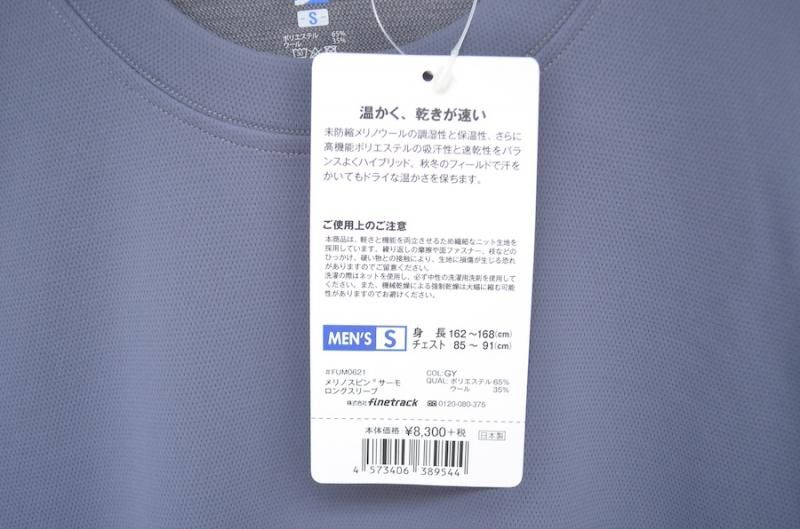 S
ポリエステル 65%
ウール 35%
温かく、乾きが速い
未防縮メリノウールの調湿性と保温性、さらに
高機能ポリエステルの吸汗性と速乾性をバ
ランスよくハイブリッド。秋冬のフィールドで汗を
かいてもドライな温かさを保ちます。
ご使用上のご注意
本商品は、軽さと機能を両立させるため繊細なニット生地を
採用しています。繰り返しの摩擦や面ファスナー、枝などの
ひっかけ、硬い物との接触により、生地に損傷が生じる恐れ
がありますのでご留意ください。
洗濯の際はネットを使用し、必ず中性の洗濯用洗剤を使用して
ください。また、機械乾燥による強制乾燥は大幅に縮む可能
性がありますのでお避けください。
MEN'S S 身長 162～168(cm)
チェスト 85～ 91(cm)
#FUM0621 COL:GY
メリノスピン®サーモ QUAL: ポリエステル 65%
ロングスリーブ ウール 35%
株式会社 finetrack 0120-080-375
本体価格:¥8,300+税 日本製
4 573406 389544